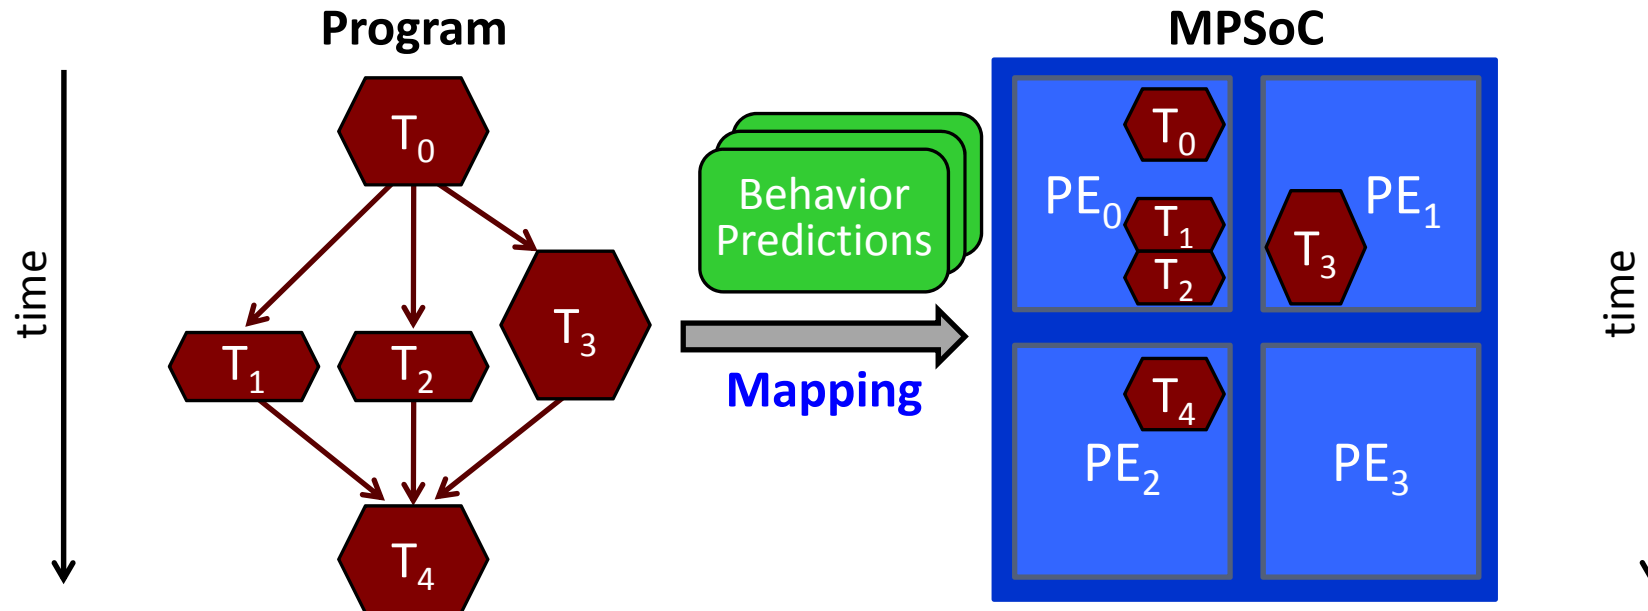 Program
MPSoC
time
T0
T1
T2
T3
T4
Behavior
Predictions
Mapping
PE0
T0
T1
T2
PE1
T3
PE2
T4
PE3
time